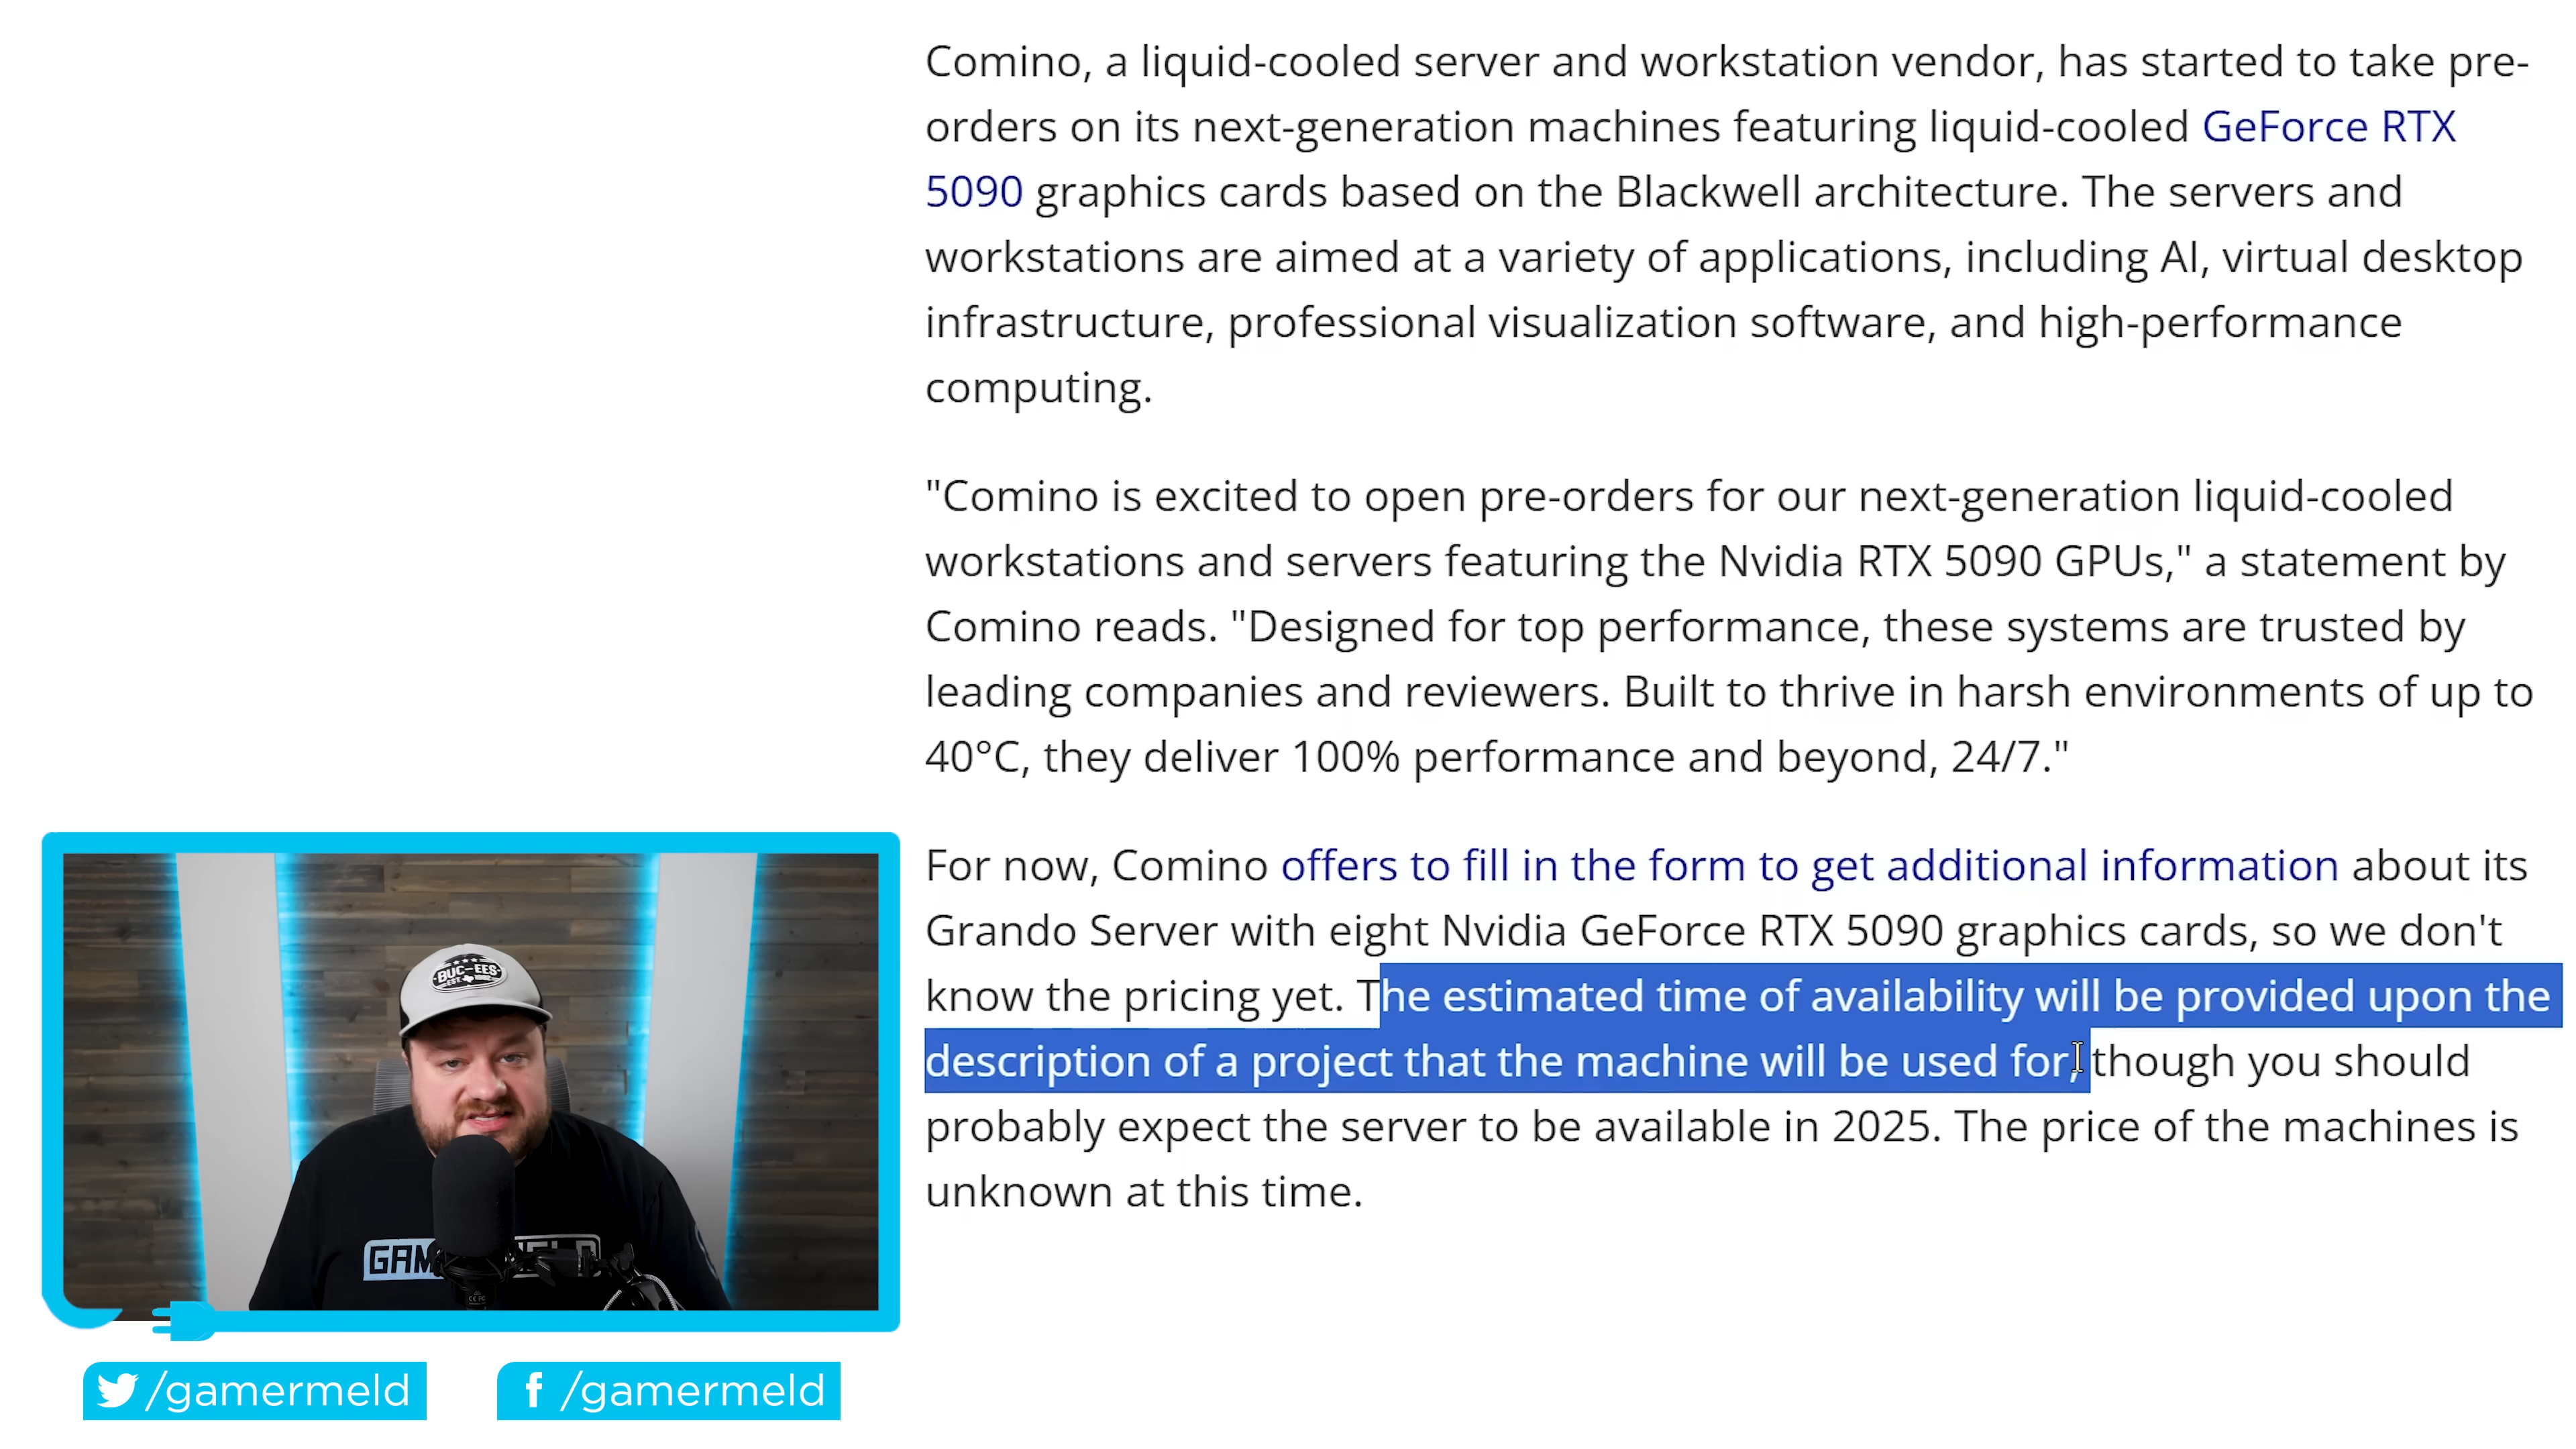 Comino, a liquid-cooled server and workstation vendor, has started to take pre-
orders on its next-generation machines featuring liquid-cooled GeForce RTX
5090 graphics cards based on the Blackwell architecture. The servers and
workstations are aimed at a variety of applications, including AI, virtual desktop
infrastructure, professional visualization software, and high-performance
computing.
"Comino is excited to open pre-orders for our next-generation liquid-cooled
workstations and servers featuring the Nvidia RTX 5090 GPUs," a statement by
Comino reads. "Designed for top performance, these systems are trusted by
leading companies and reviewers. Built to thrive in harsh environments of up to
40°C, they deliver 100% performance and beyond, 24/7."
For now, Comino offers to fill in the form to get additional information about its
Grando Server with eight Nvidia GeForce RTX 5090 graphics cards, so we don't
know the pricing yet. The estimated time of availability will be provided upon the
description of a project that the machine will be used for, though you should
probably expect the server to be available in 2025. The price of the machines is
unknown at this time.
BUC-EES
GAM
/gamermeld
/gamermeld